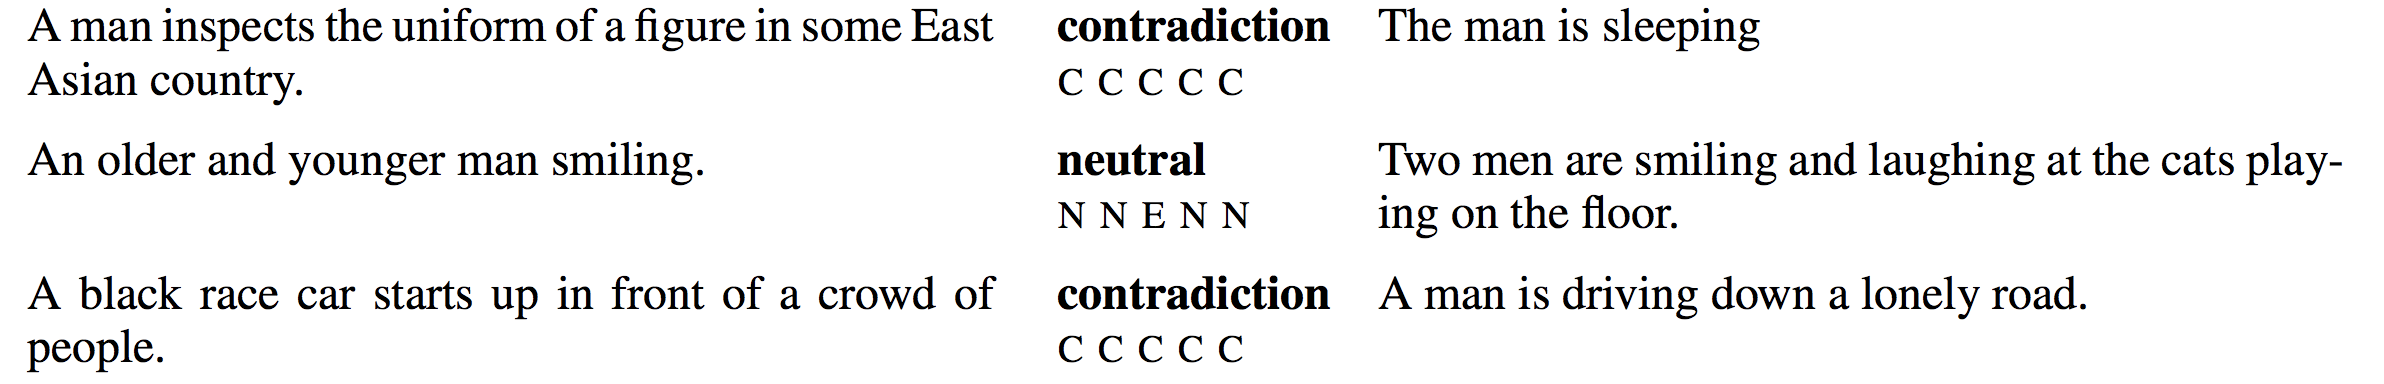 A man inspects the uniform of a figure in some East contradiction The man is sleeping
Asian country. C C C C C
An older and younger man smiling. neutral Two men are smiling and laughing at the cats play-
N N E N N ing on the floor.
A black race car starts up in front of a crowd of contradiction A man is driving down a lonely road.
people. C C C C C